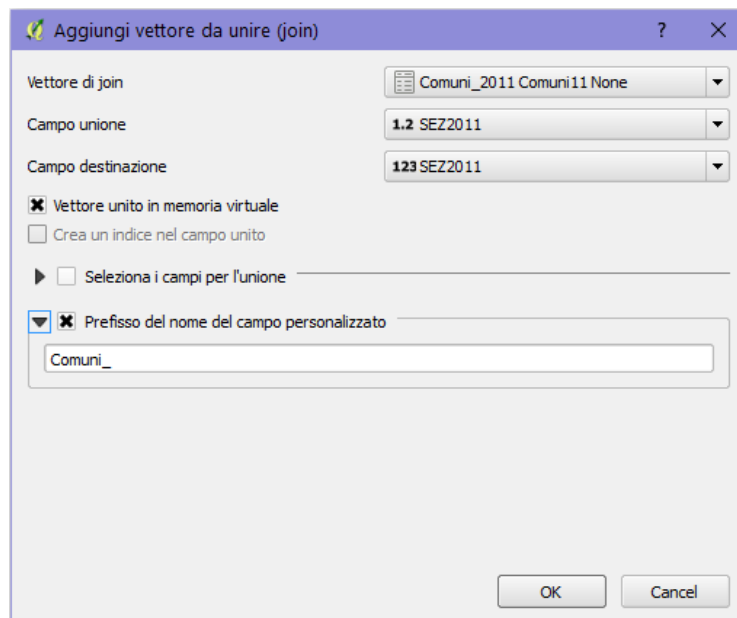 Aggiungi vettore da unire (join) ?
Vettore di join Comuni_2011 Comuni11 None
Campo unione 1.2 SEZ2011
Campo destinazione 123 SEZ2011
Vettore unito in memoria virtuale
Crea un indice nel campo unito
Seleziona i campi per l'unione
Prefisso del nome del campo personalizzato
Comuni_
OK Cancel